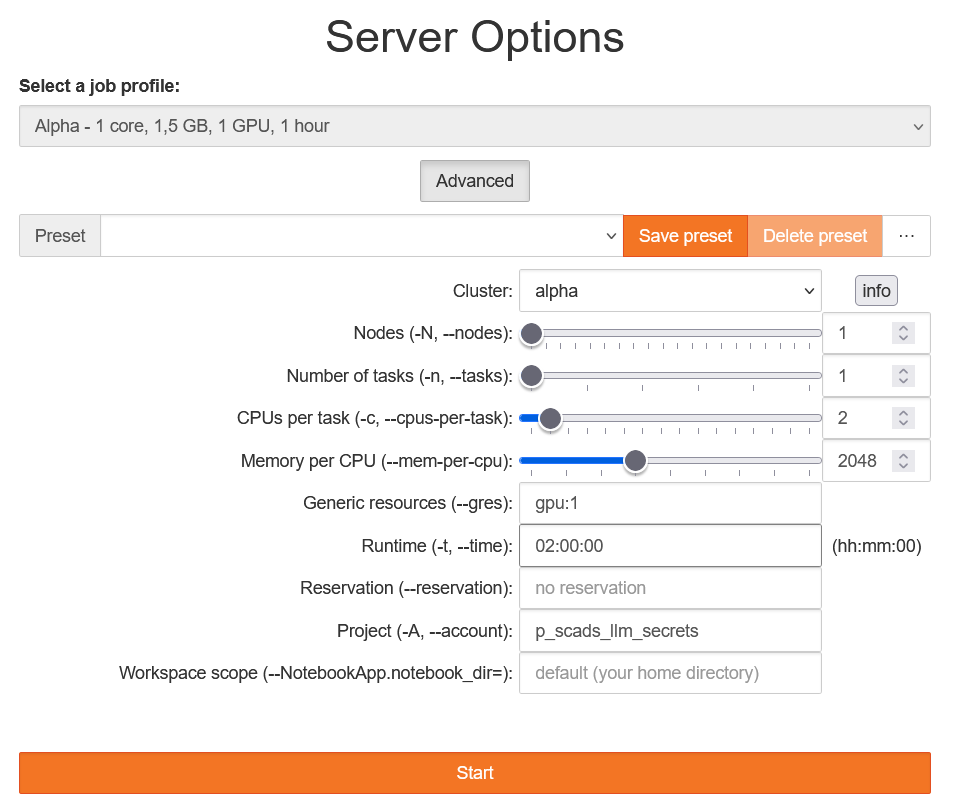 Server Options
Select a job profile:
Alpha - 1 core, 1,5 GB, 1 GPU, 1 hour
Advanced
Preset Save preset Delete preset ...
Cluster: alpha info
Nodes (-N, --nodes): 1
Number of tasks (-n, --tasks): 1
CPUs per task (-c, --cpus-per-task): 2
Memory per CPU (--mem-per-cpu): 2048
Generic resources (--gres): gpu:1
Runtime (-t, --time): 02:00:00 (hh:mm:00)
Reservation (--reservation): no reservation
Project (-A, --account): p_scads_llm_secrets
Workspace scope (--NotebookApp.notebook_dir=): default (your home directory)
Start